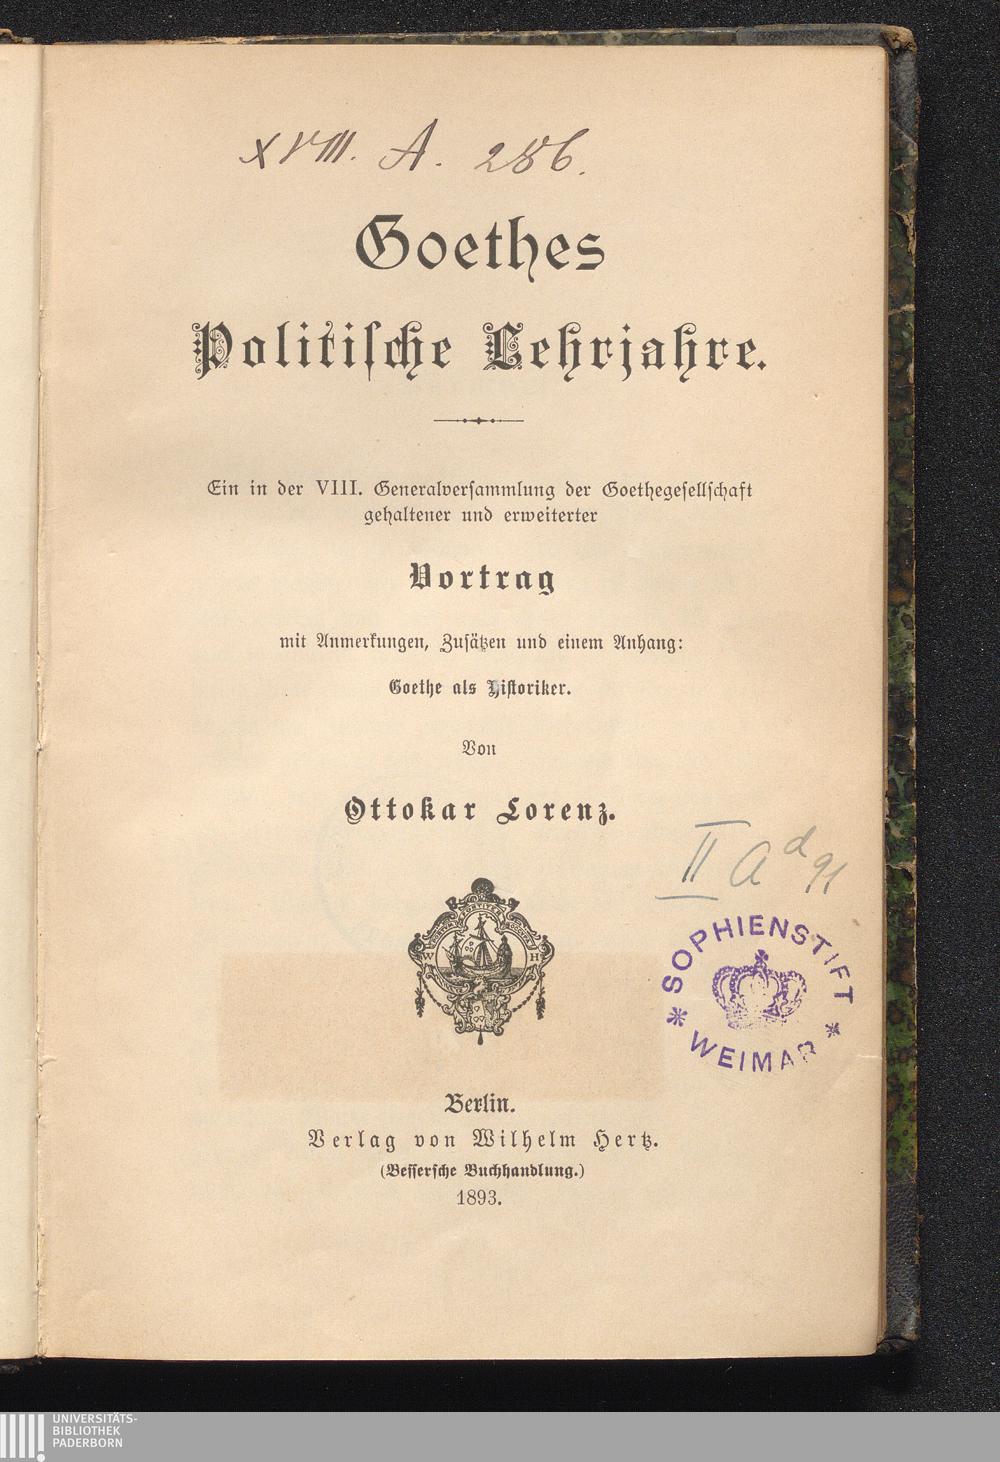 XVIII. A. 286.
Goethes
Politiſche Lehrjahre.
Ein in der VIII. Generalverſammlung der Goethegeſellſchaft
gehaltener und erweiterter
Vortrag
mit Anmerkungen, Zuſätzen und einem Anhang:
Goethe als Hiſtoriker.
Von
Ottokar Lorenz.
II A d 91
SOPHIENSTIFT
* WEIMAR *
W H
Berlin.
Verlag von Wilhelm Hertz.
(Beſſerſche Buchhandlung.)
1893.
UNIVERSITÄTS-
BIBLIOTHEK
PADERBORN